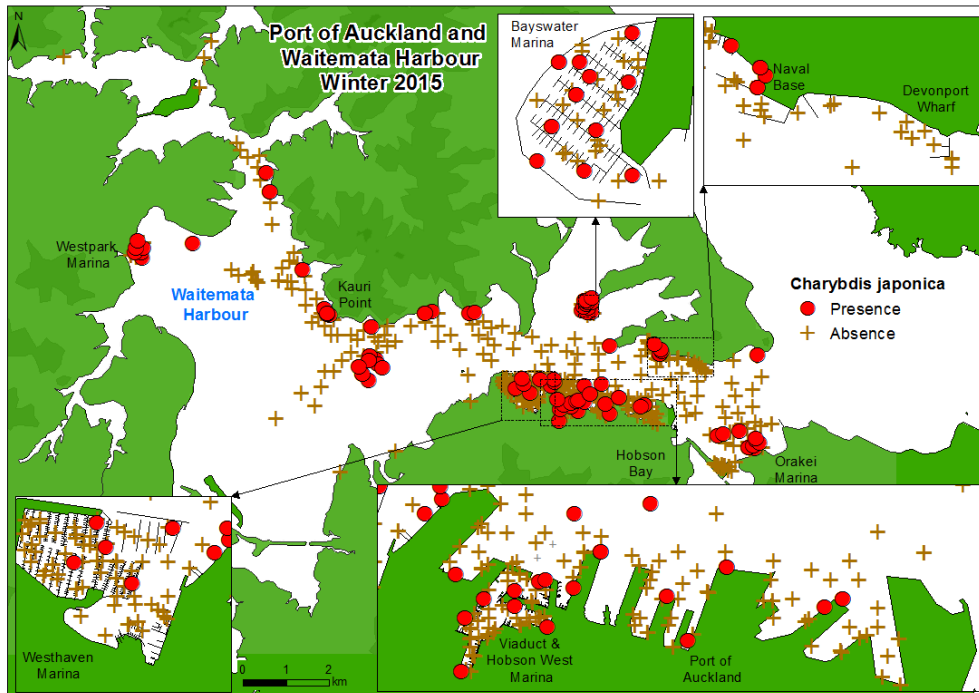 N
Port of Auckland and
Waitemata Harbour
Winter 2015
Bayswater
Marina
Naval
Base
Devonport
Wharf
Westpark
Marina
Waitemata
Harbour
Kauri
Point
Charybdis japonica
Presence
Absence
Hobson
Bay
Orakei
Marina
Westhaven
Marina
0 1 2
km
Viaduct &
Hobson West
Marina
Port of
Auckland